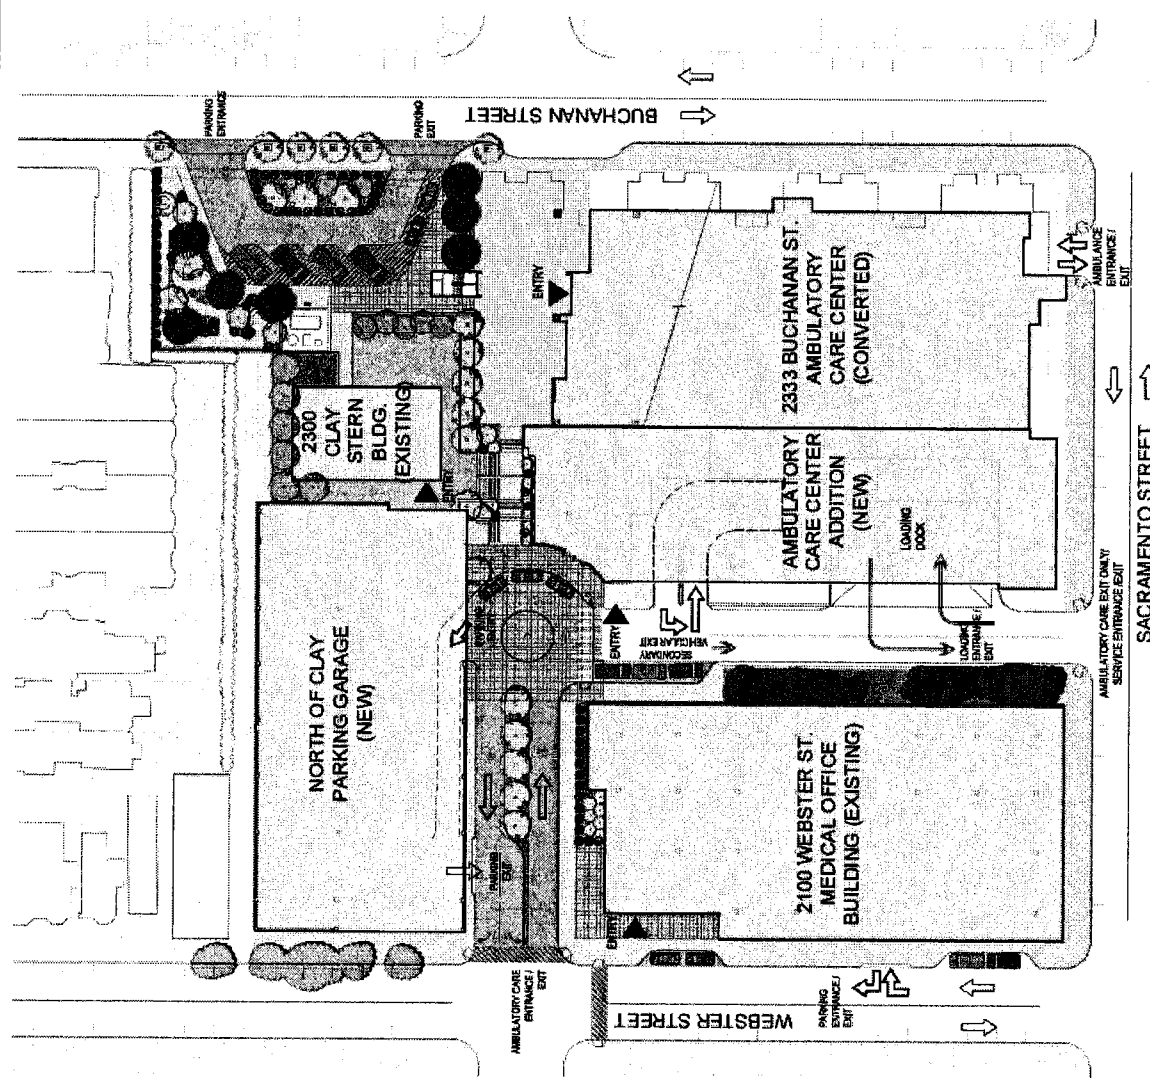 BUCHANAN STREET
PARKING
ENTRANCE
PARKING
EXIT
2333 BUCHANAN ST.
AMBULATORY
CARE CENTER
(CONVERTED)
ENTRY
AMBULANCE
ENTRANCE /
EXIT
2300
CLAY
STERN
BLDG.
(EXISTING)
ENTRY
AMBULATORY
CARE CENTER
ADDITION
(NEW)
LOADING
DOCK
SACRAMENTO STREET
NORTH OF CLAY
PARKING GARAGE
(NEW)
PARKING
ENTRY
ENTRY
SECONDARY
VEHICULAR EXIT
LOADING
ENTRANCE /
EXIT
AMBULATORY CARE EXIT ONLY/
SERVICE ENTRANCE/EXIT
PARKING
EXIT
2100 WEBSTER ST.
MEDICAL OFFICE
BUILDING (EXISTING)
ENTRY
AMBULATORY CARE
ENTRANCE /
EXIT
WEBSTER STREET
PARKING
ENTRANCE /
EXIT